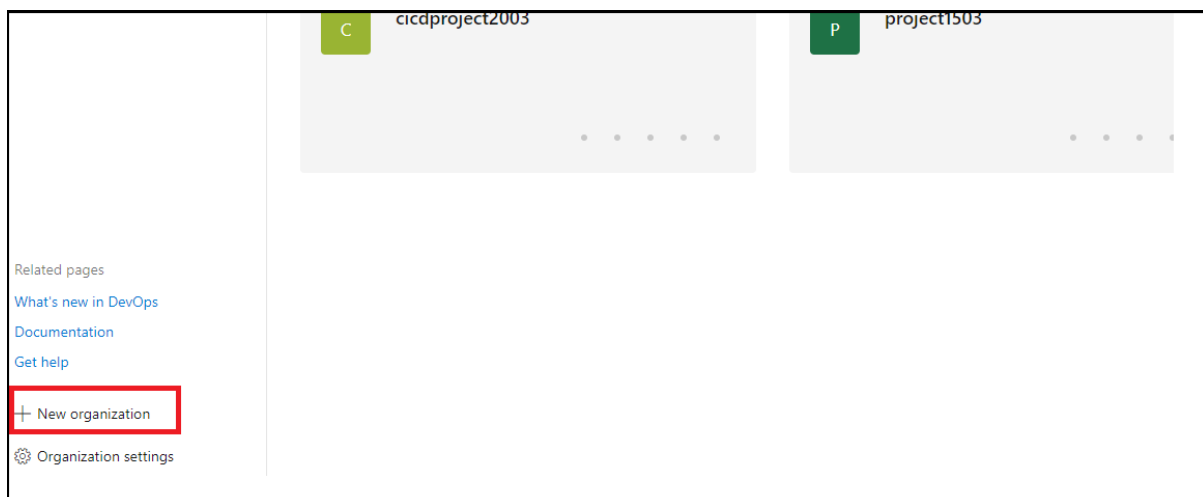 C
cicdproject2003
P
project1503
Related pages
What's new in DevOps
Documentation
Get help
New organization
Organization settings